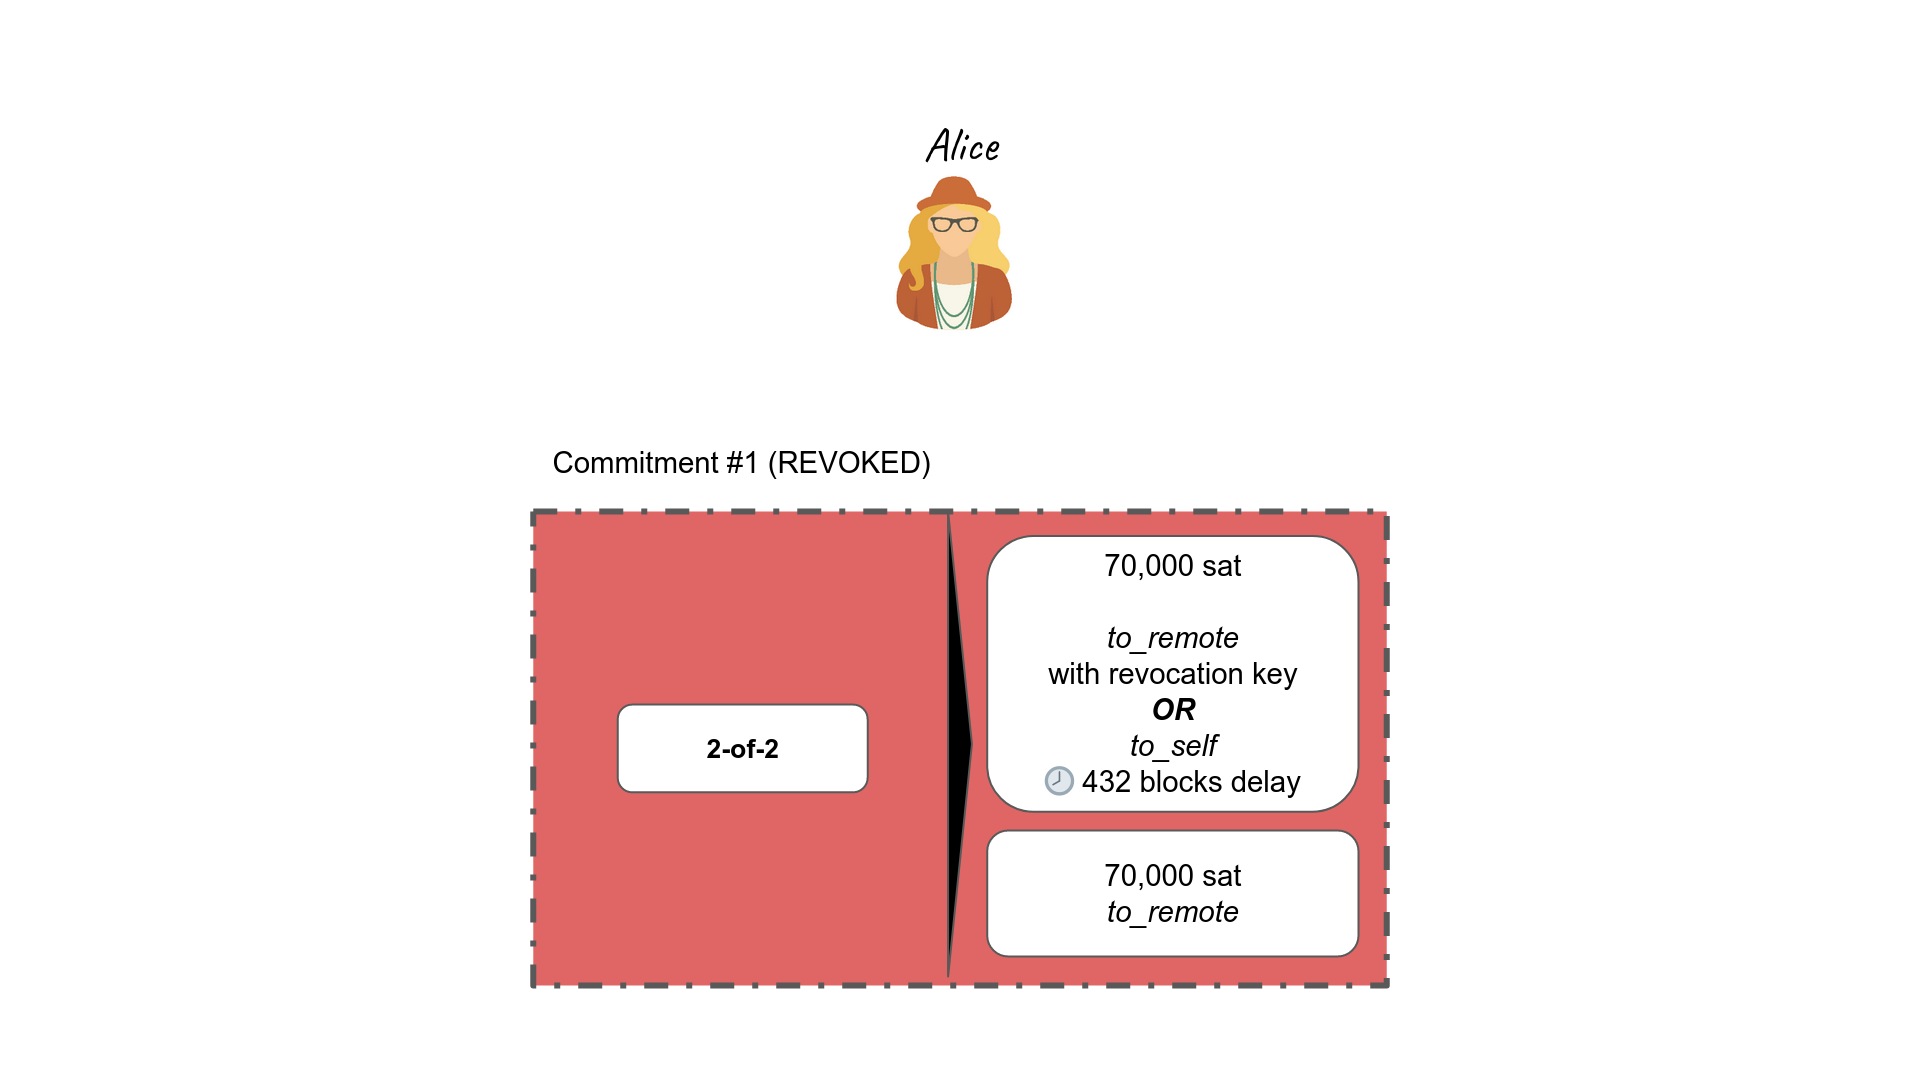 Alice
Commitment #1 (REVOKED)
2-of-2
70,000 sat
to_remote
with revocation key
OR
to_self
432 blocks delay
70,000 sat
to_remote